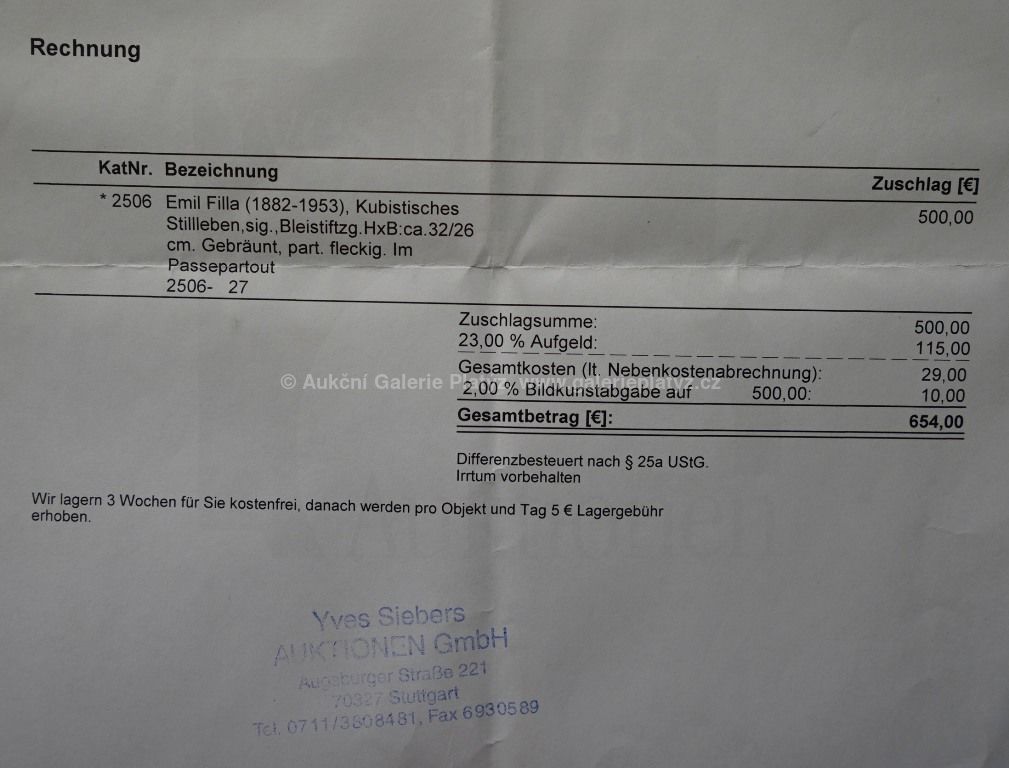 Rechnung
KatNr. Bezeichnung Zuschlag [€]
* 2506 Emil Filla (1882-1953), Kubistisches 500,00
Stillleben,sig.,Bleistiftzg.HxB:ca.32/26
cm. Gebräunt, part. fleckig. Im
Passepartout
2506- 27
Zuschlagsumme: 500,00
23,00 % Aufgeld: 115,00
Gesamtkosten (lt. Nebenkostenabrechnung): 29,00
© Aukční Galerie Platýz, www.galerieplatyz.cz
2,00 % Bildkunstabgabe auf 500,00: 10,00
Gesamtbetrag [€]: 654,00
Differenzbesteuert nach § 25a UStG.
Irrtum vorbehalten
Wir lagern 3 Wochen für Sie kostenfrei, danach werden pro Objekt und Tag 5 € Lagergebühr
erhoben.
Yves Siebers
AUKTIONEN GmbH
Augsburger Straße 221
70327 Stuttgart
Tel. 0711/3808481, Fax 6930589